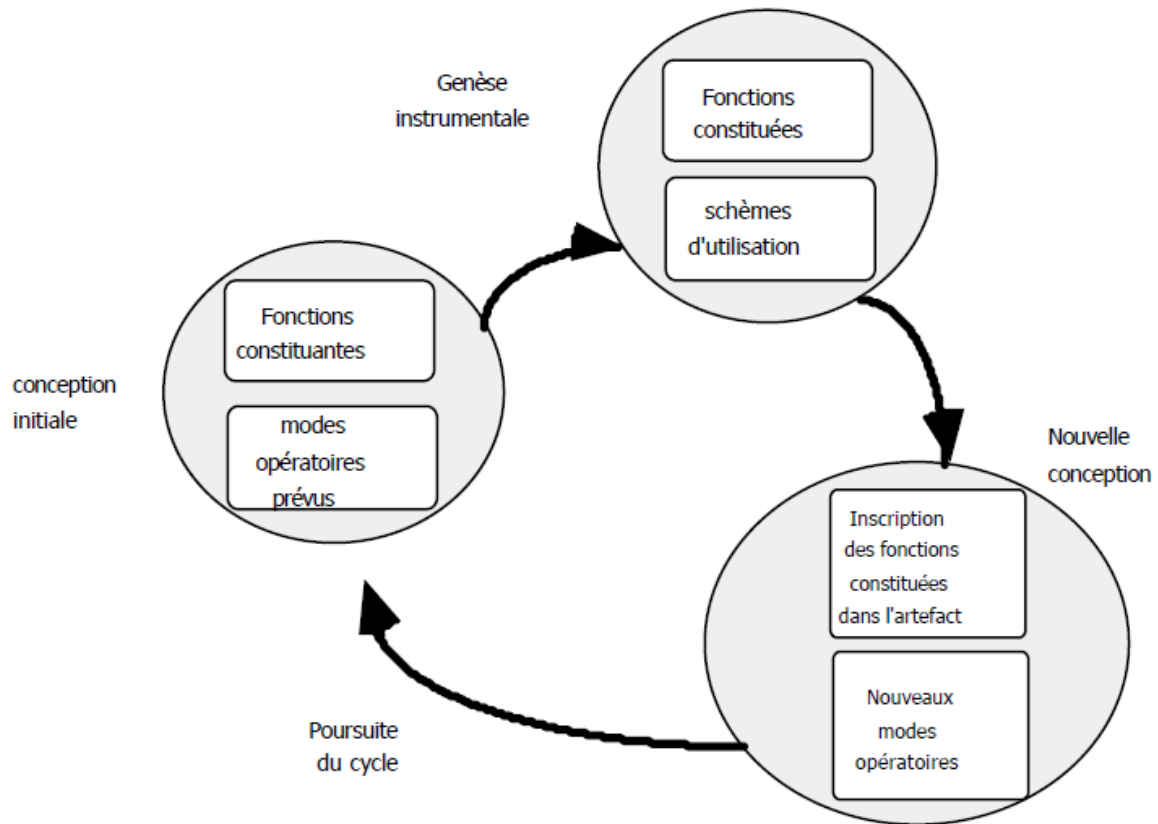 Genèse
instrumentale
Fonctions
constituées
schèmes
d'utilisation
conception
initiale
Fonctions
constituantes
modes
opératoires
prévus
Nouvelle
conception
Inscription
des fonctions
constituées
dans l'artefact
Nouveaux
modes
opératoires
Poursuite
du cycle